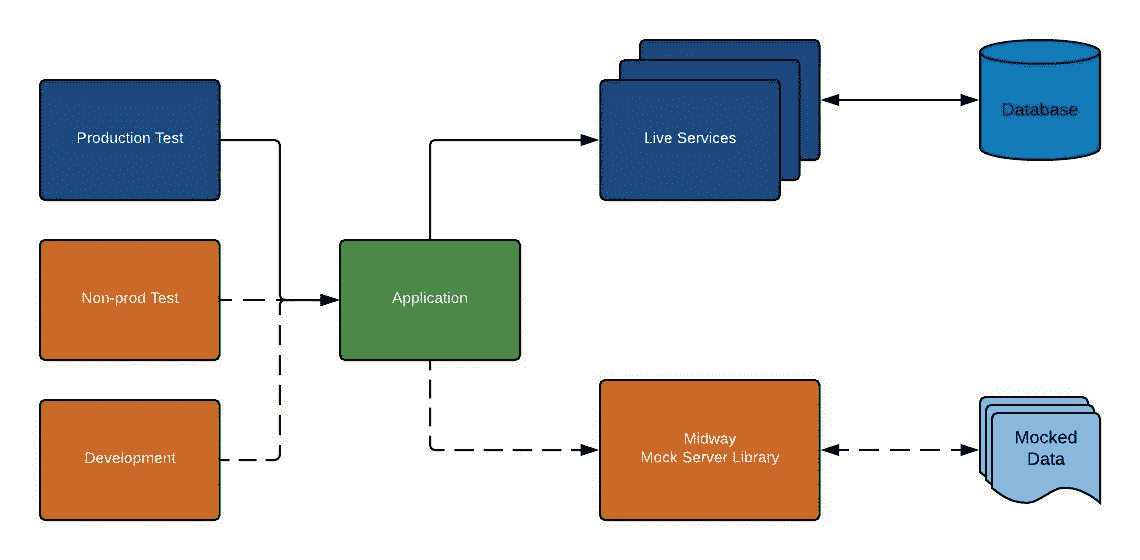 Production Test
Live Services
Database
Non-prod Test
Application
Development
Midway
Mock Server Library
Mocked
Data